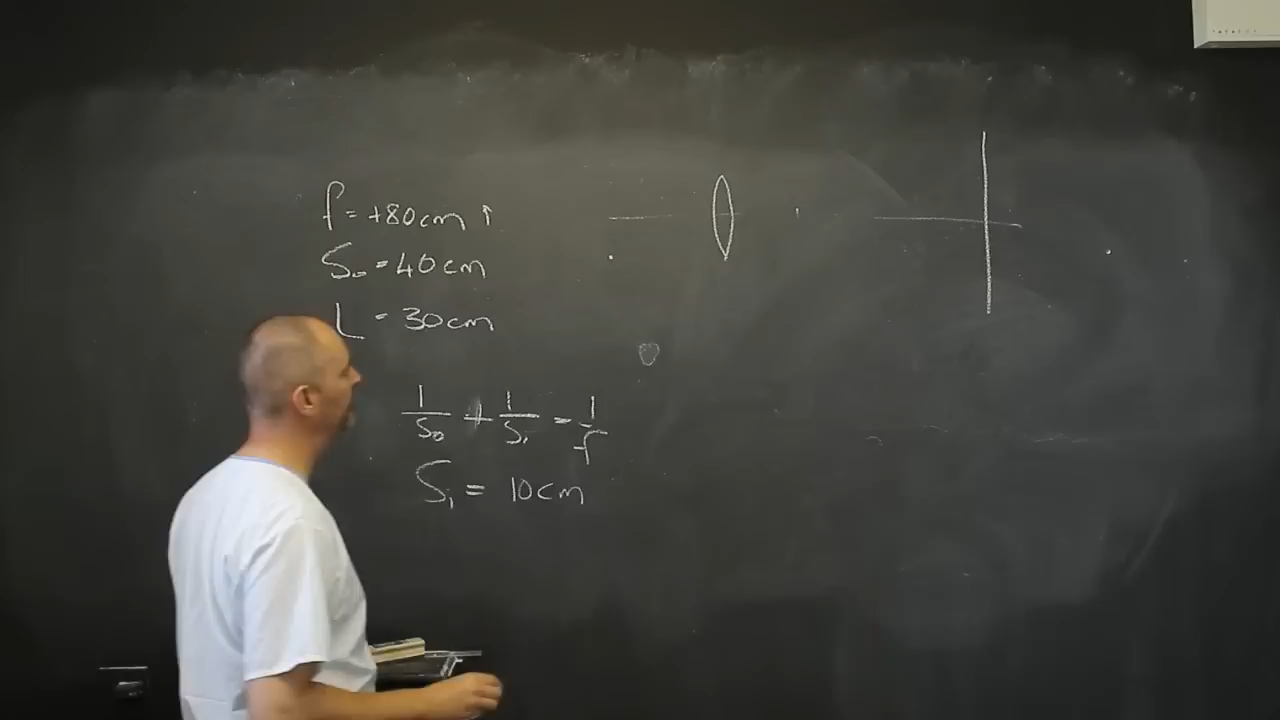 f = +80cm ↑
S₀ = 40cm
L = 30cm
1/S₀ + 1/S₁ = 1/f
S₁ = 10cm